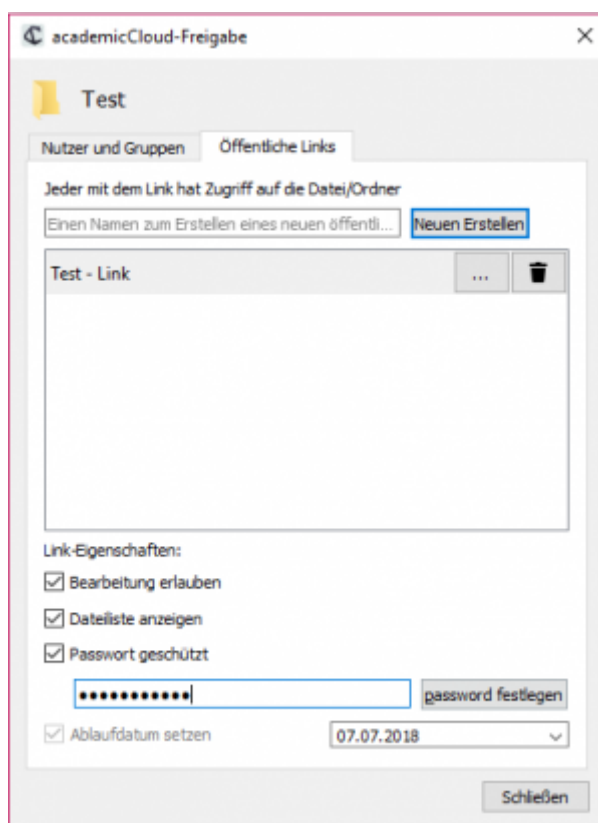 academicCloud-Freigabe
Test
Nutzer und Gruppen Öffentliche Links
Jeder mit dem Link hat Zugriff auf die Datei/Ordner
Einen Namen zum Erstellen eines neuen öffentli... Neuen Erstellen
Test - Link ...
Link-Eigenschaften:
Bearbeitung erlauben
Dateiliste anzeigen
Passwort geschützt
●●●●●●●●●●● password festlegen
Ablaufdatum setzen 07.07.2018
Schließen